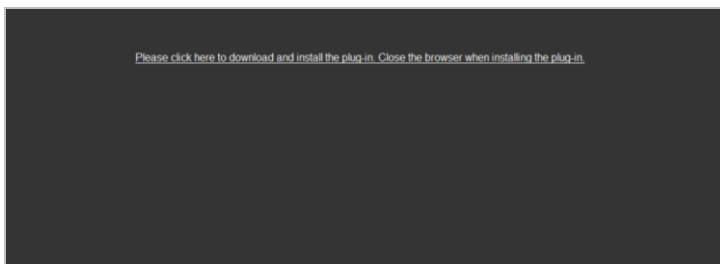 Please click here to download and install the plug-in. Close the browser when installing the plug-in.